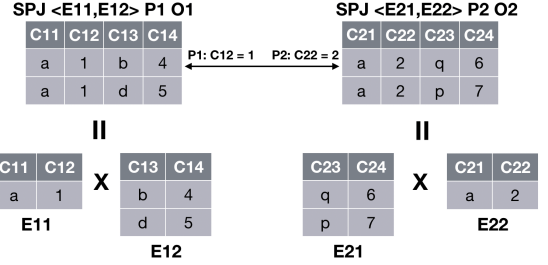 SPJ <E11,E12> P1 O1
C11 C12 C13 C14
a 1 b 4
a 1 d 5
P1: C12 = 1 P2: C22 = 2
SPJ <E21,E22> P2 O2
C21 C22 C23 C24
a 2 q 6
a 2 p 7
=
=
C11 C12
a 1
E11
X
C13 C14
b 4
d 5
E12
C23 C24
q 6
p 7
E21
X
C21 C22
a 2
E22